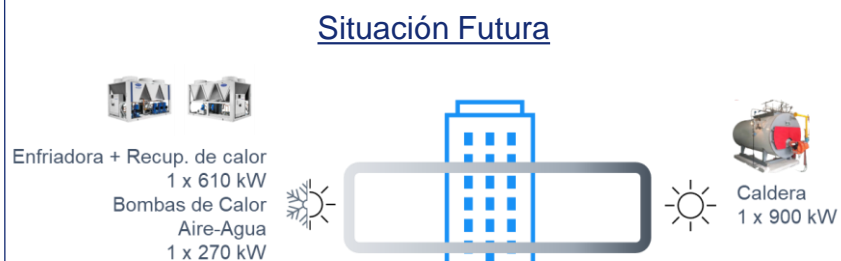 Situación Futura
Enfriadora + Recup. de calor
1 x 610 kW
Bombas de Calor
Aire-Agua
1 x 270 kW
Caldera
1 x 900 kW